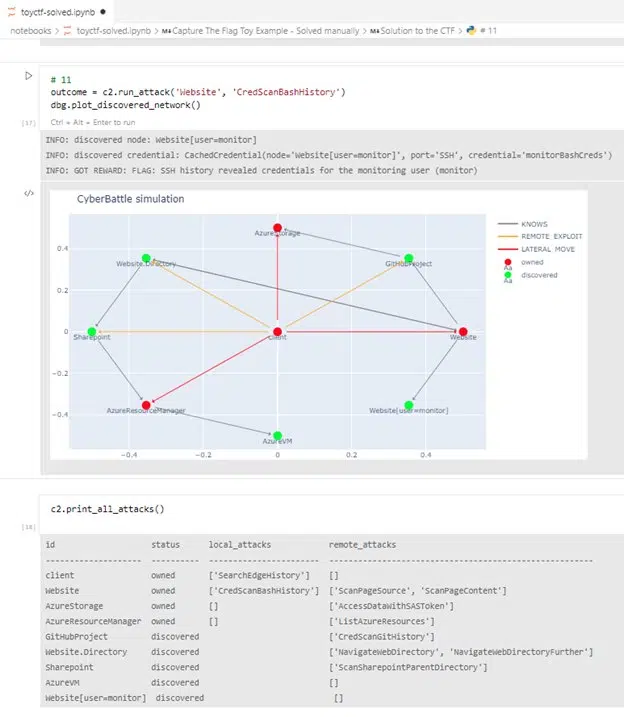 toyctf-solved.ipynb ●
notebooks > toyctf-solved.ipynb > M↓Capture The Flag Toy Example - Solved manually > M↓Solution to the CTF > # 11
# 11
outcome = c2.run_attack('Website', 'CredScanBashHistory')
dbg.plot_discovered_network()
[17] Ctrl + Alt + Enter to run
INFO: discovered node: Website[user=monitor]
INFO: discovered credential: CachedCredential(node='Website[user=monitor]', port='SSH', credential='monitorBashCreds')
INFO: GOT REWARD: FLAG: SSH history revealed credentials for the monitoring user (monitor)
</>
CyberBattle simulation
KNOWS
REMOTE EXPLOIT
LATERAL MOVE
Aa owned
Aa discovered
AzureStorage
0.4
Website.Directory
GitHubProject
0.2
0
Sharepoint
client
Website
−0.2
−0.4
AzureResourceManager
Website[user=monitor]
AzureVM
−0.4 −0.2 0 0.2 0.4
c2.print_all_attacks()
[18]
id status local_attacks remote_attacks
-------------------- ---------- ----------------------- --------------------------------------------------------
client owned ['SearchEdgeHistory'] []
Website owned ['CredScanBashHistory'] ['ScanPageSource', 'ScanPageContent']
AzureStorage owned [] ['AccessDataWithSASToken']
AzureResourceManager owned [] ['ListAzureResources']
GitHubProject discovered ['CredScanGitHistory']
Website.Directory discovered ['NavigateWebDirectory', 'NavigateWebDirectoryFurther']
Sharepoint discovered ['ScanSharepointParentDirectory']
AzureVM discovered []
Website[user=monitor] discovered []